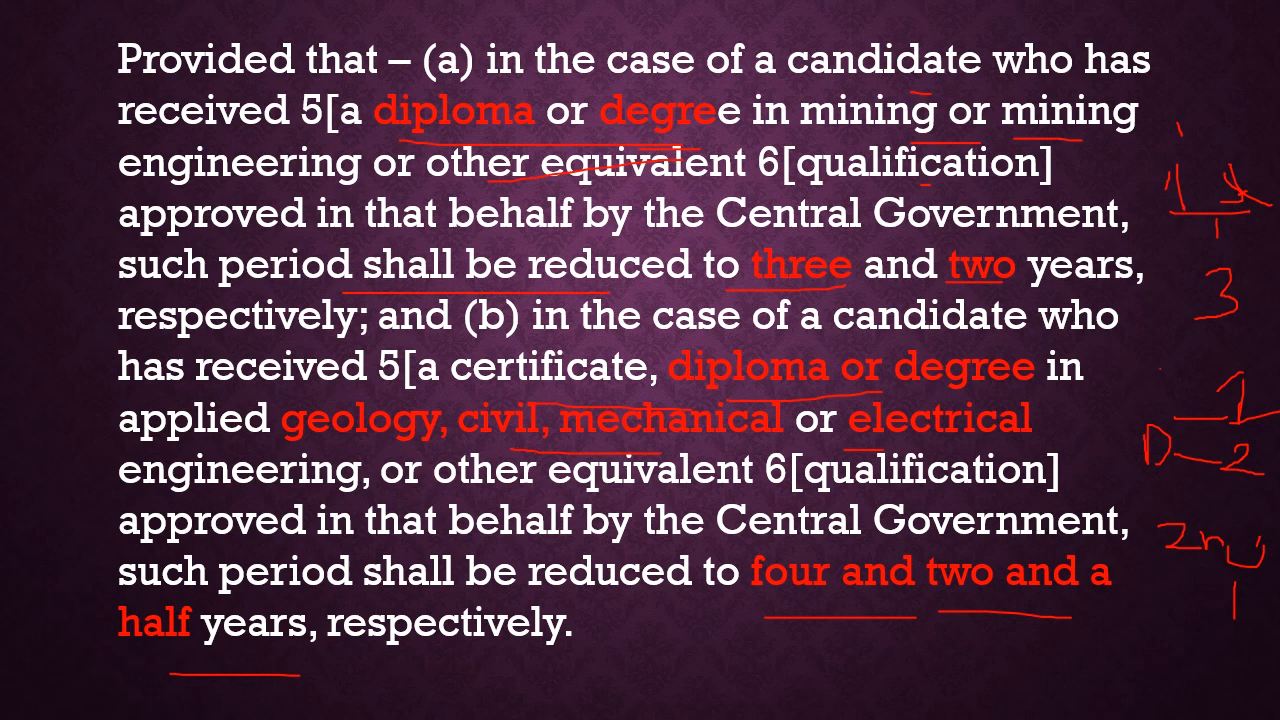 Provided that – (a) in the case of a candidate who has
received 5[a diploma or degree in mining or mining
engineering or other equivalent 6[qualification]
approved in that behalf by the Central Government,
such period shall be reduced to three and two years,
respectively; and (b) in the case of a candidate who
has received 5[a certificate, diploma or degree in
applied geology, civil, mechanical or electrical
engineering, or other equivalent 6[qualification]
approved in that behalf by the Central Government,
such period shall be reduced to four and two and a
half years, respectively.
3
1
D 2